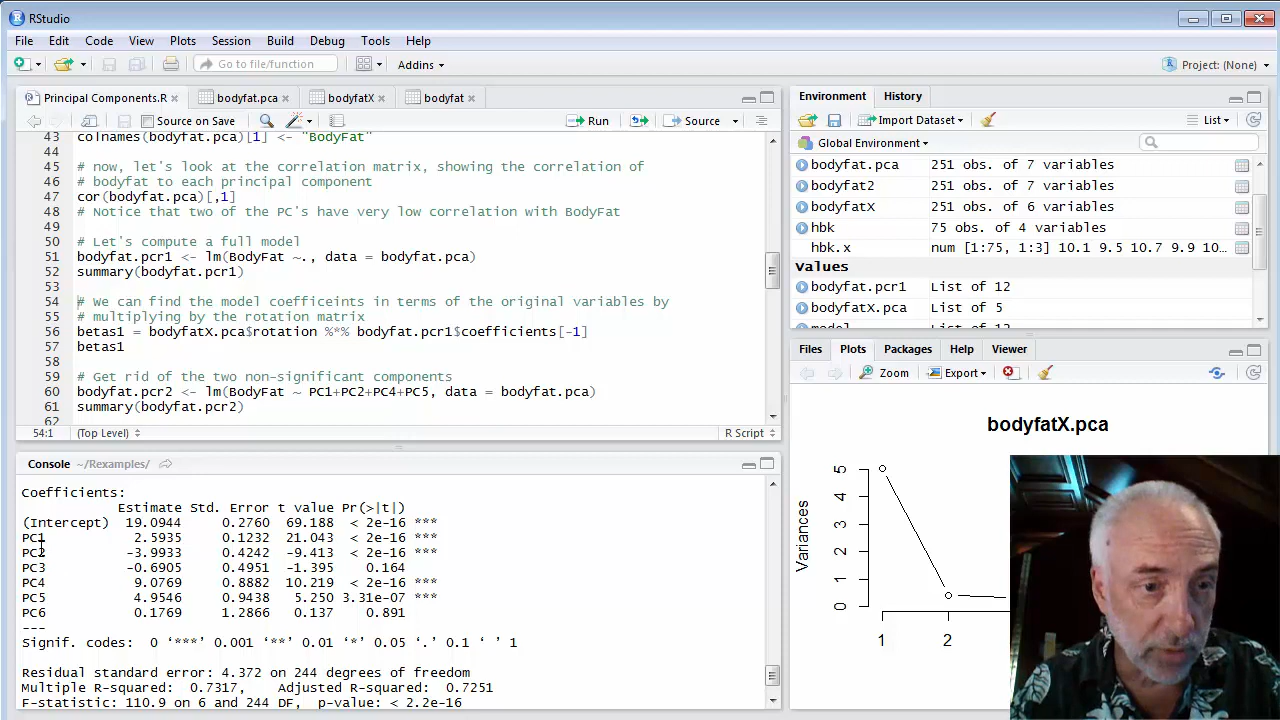 RStudio
File Edit Code View Plots Session Build Debug Tools Help
Go to file/function Addins Project: (None)
Principal Components.R bodyfat.pca bodyfatX bodyfat
Source on Save Run Source
43 colnames(bodyfat.pca)[1] <- "BodyFat"
44
45 # now, let's look at the correlation matrix, showing the correlation of
46 # bodyfat to each principal component
47 cor(bodyfat.pca)[,1]
48 # Notice that two of the PC's have very low correlation with BodyFat
49
50 # Let's compute a full model
51 bodyfat.pcr1 <- lm(BodyFat ~., data = bodyfat.pca)
52 summary(bodyfat.pcr1)
53
54 # We can find the model coefficeints in terms of the original variables by
55 # multiplying by the rotation matrix
56 betas1 = bodyfatX.pca$rotation %*% bodyfat.pcr1$coefficients[-1]
57 betas1
58
59 # Get rid of the two non-significant components
60 bodyfat.pcr2 <- lm(BodyFat ~ PC1+PC2+PC4+PC5, data = bodyfat.pca)
61 summary(bodyfat.pcr2)
62
54:1 (Top Level) R Script
Console ~/Rexamples/
Coefficients:
Estimate Std. Error t value Pr(>|t|)
(Intercept) 19.0944 0.2760 69.188 < 2e-16 ***
PC1 2.5935 0.1232 21.043 < 2e-16 ***
PC2 -3.9933 0.4242 -9.413 < 2e-16 ***
PC3 -0.6905 0.4951 -1.395 0.164
PC4 9.0769 0.8882 10.219 < 2e-16 ***
PC5 4.9546 0.9438 5.250 3.31e-07 ***
PC6 0.1769 1.2866 0.137 0.891
---
Signif. codes: 0 ‘***’ 0.001 ‘**’ 0.01 ‘*’ 0.05 ‘.’ 0.1 ‘ ’ 1
Residual standard error: 4.372 on 244 degrees of freedom
Multiple R-squared: 0.7317, Adjusted R-squared: 0.7251
F-statistic: 110.9 on 6 and 244 DF, p-value: < 2.2e-16
Environment History
Import Dataset List
Global Environment
bodyfat.pca 251 obs. of 7 variables
bodyfat2 251 obs. of 7 variables
bodyfatX 251 obs. of 6 variables
hbk 75 obs. of 4 variables
hbk.x num [1:75, 1:3] 10.1 9.5 10.7 9.9 10...
values
bodyfat.pcr1 List of 12
bodyfatX.pca List of 5
model List of 12
Files Plots Packages Help Viewer
Zoom Export
bodyfatX.pca
Variances
5
4
3
2
1
0
1 2